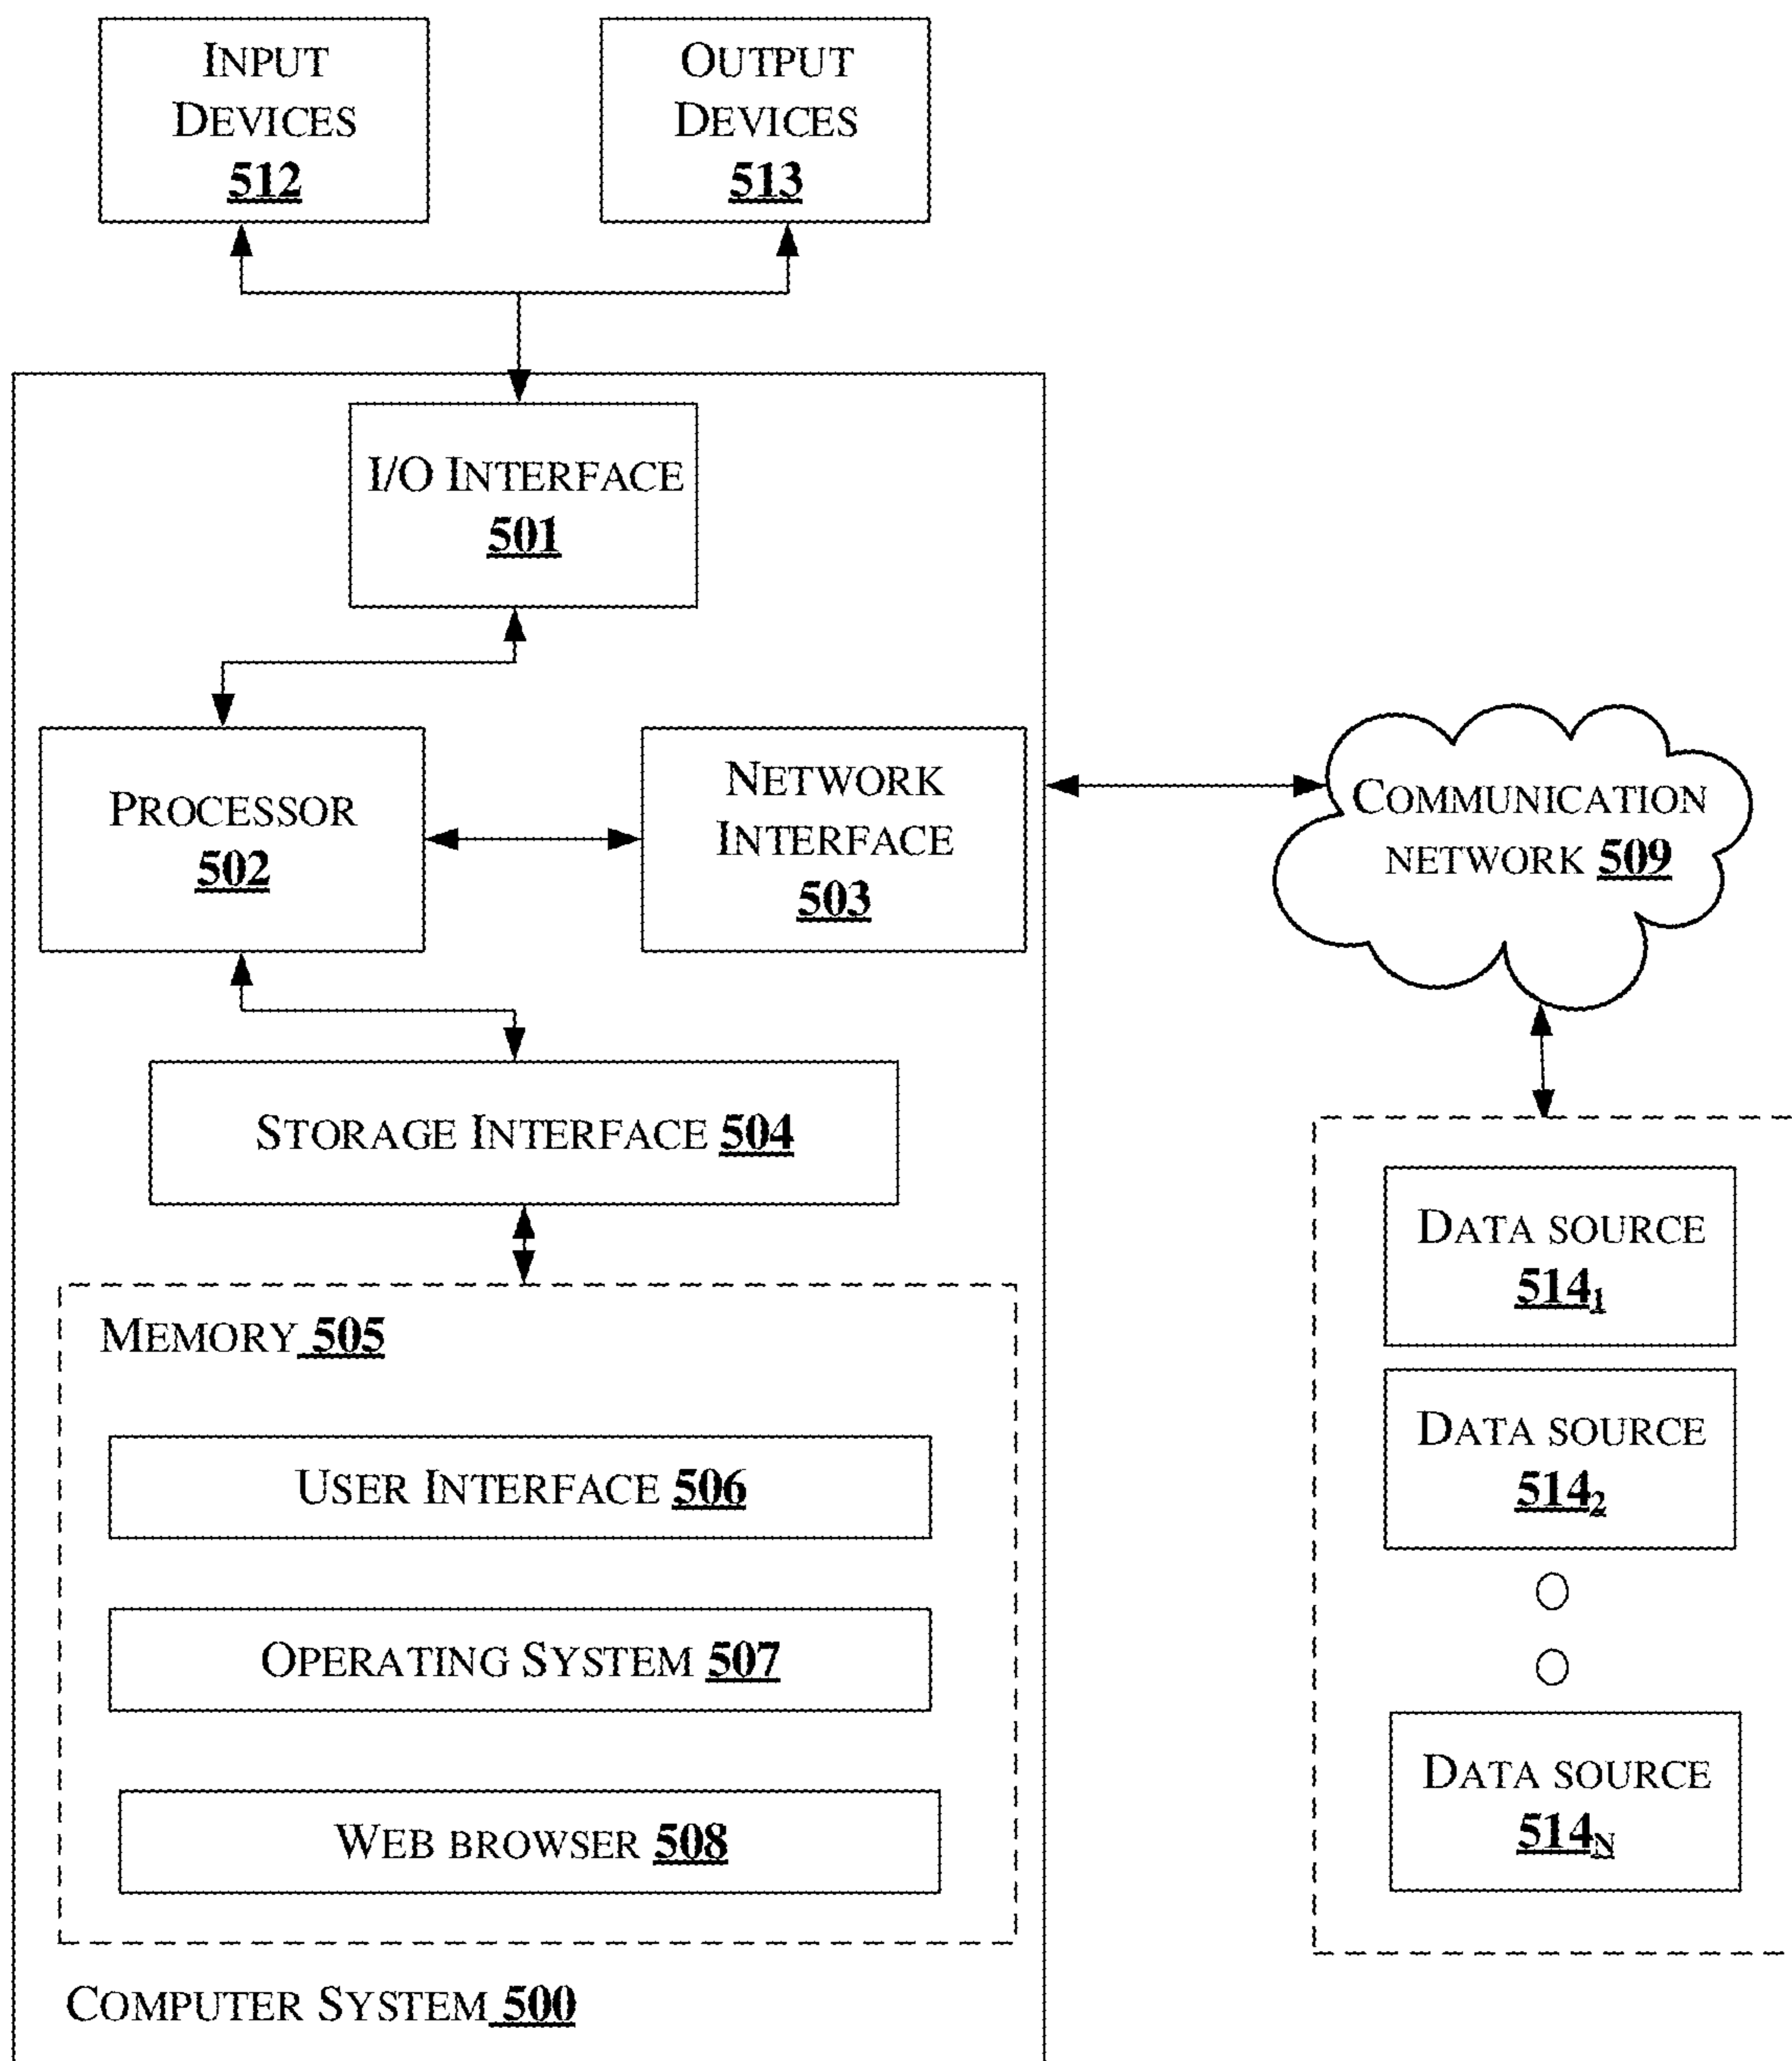 INPUT
DEVICES
512
OUTPUT
DEVICES
513
I/O INTERFACE
501
PROCESSOR
502
NETWORK
INTERFACE
503
COMMUNICATION
NETWORK 509
STORAGE INTERFACE 504
MEMORY 505
USER INTERFACE 506
OPERATING SYSTEM 507
WEB BROWSER 508
COMPUTER SYSTEM 500
DATA SOURCE
514₁
DATA SOURCE
514₂
DATA SOURCE
514N